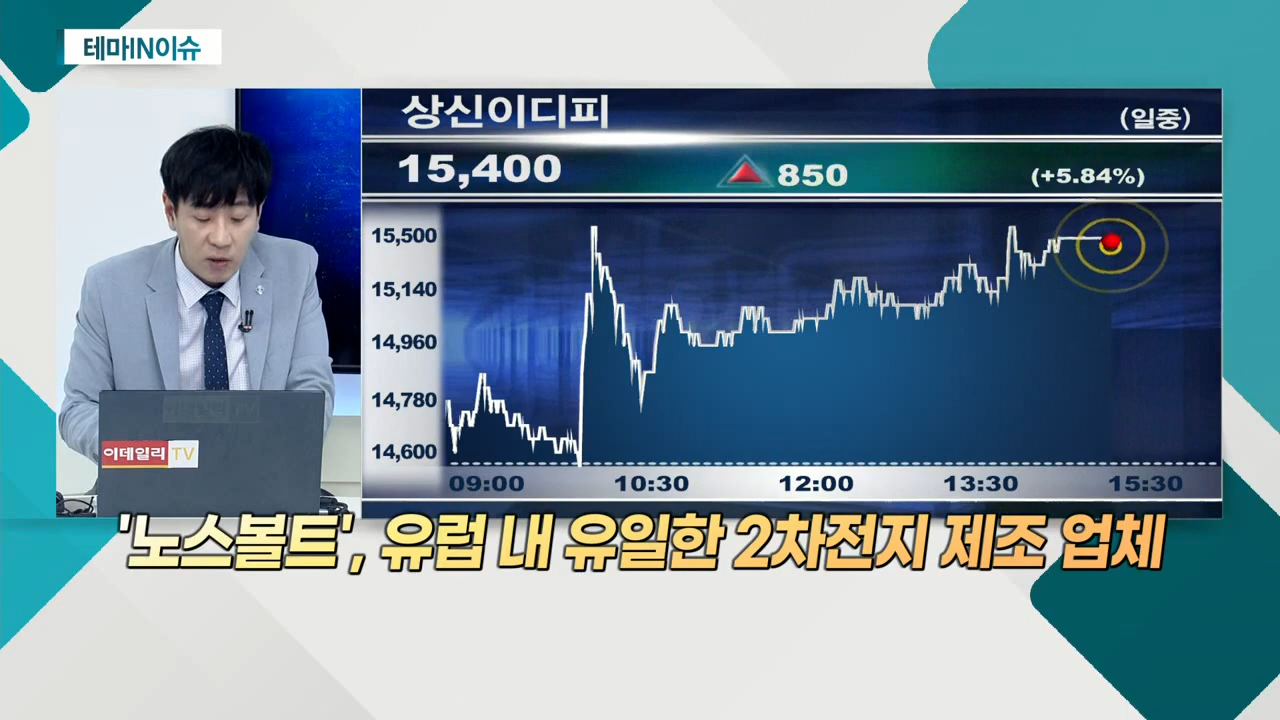 테마IN이슈
상신이디피
(일중)
15,400 ▲ 850 (+5.84%)
15,500
15,140
14,960
14,780
14,600
09:00 10:30 12:00 13:30 15:30
이데일리 TV
'노스볼트', 유럽 내 유일한 2차전지 제조 업체